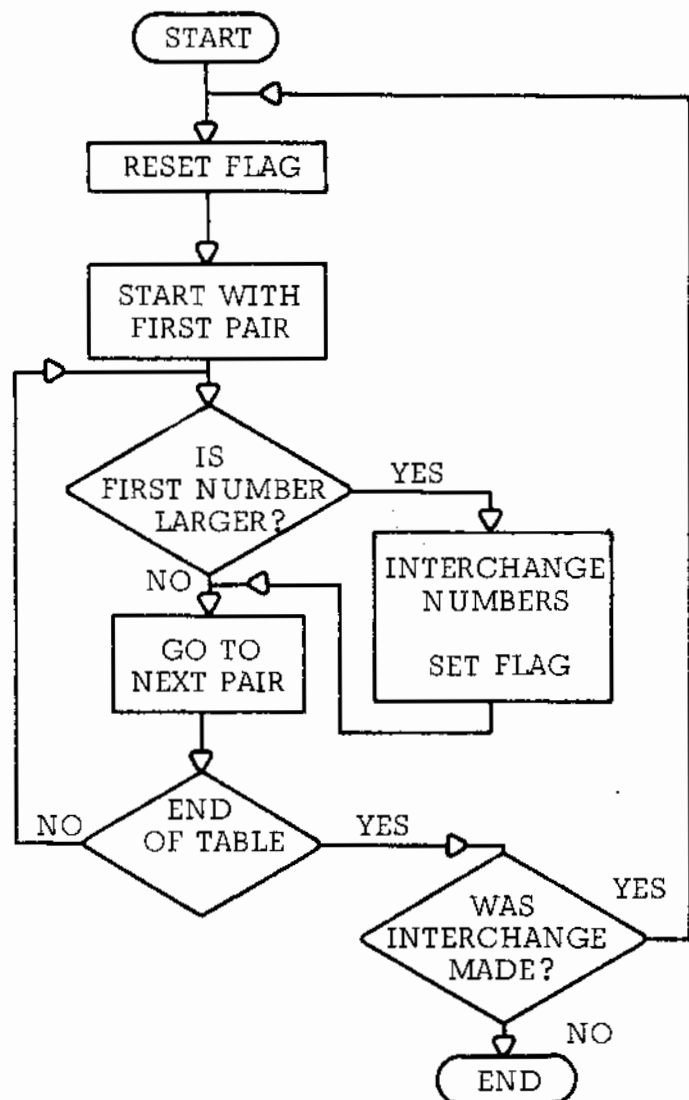 START
RESET FLAG
START WITH
FIRST PAIR
IS
FIRST NUMBER
LARGER?
YES
NO
INTERCHANGE
NUMBERS
SET FLAG
GO TO
NEXT PAIR
END
OF TABLE
NO
YES
WAS
INTERCHANGE
MADE?
YES
NO
END